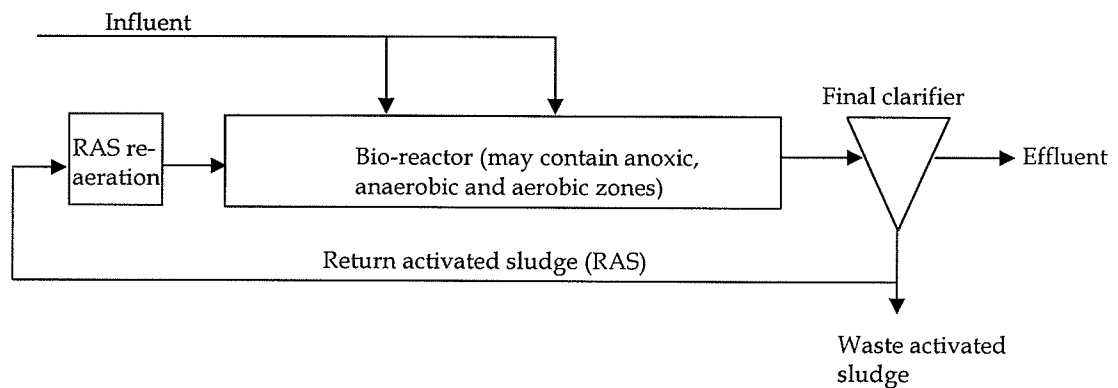 Influent
Final clarifier
RAS re-
aeration
Bio-reactor (may contain anoxic,
anaerobic and aerobic zones)
Effluent
Return activated sludge (RAS)
Waste activated
sludge